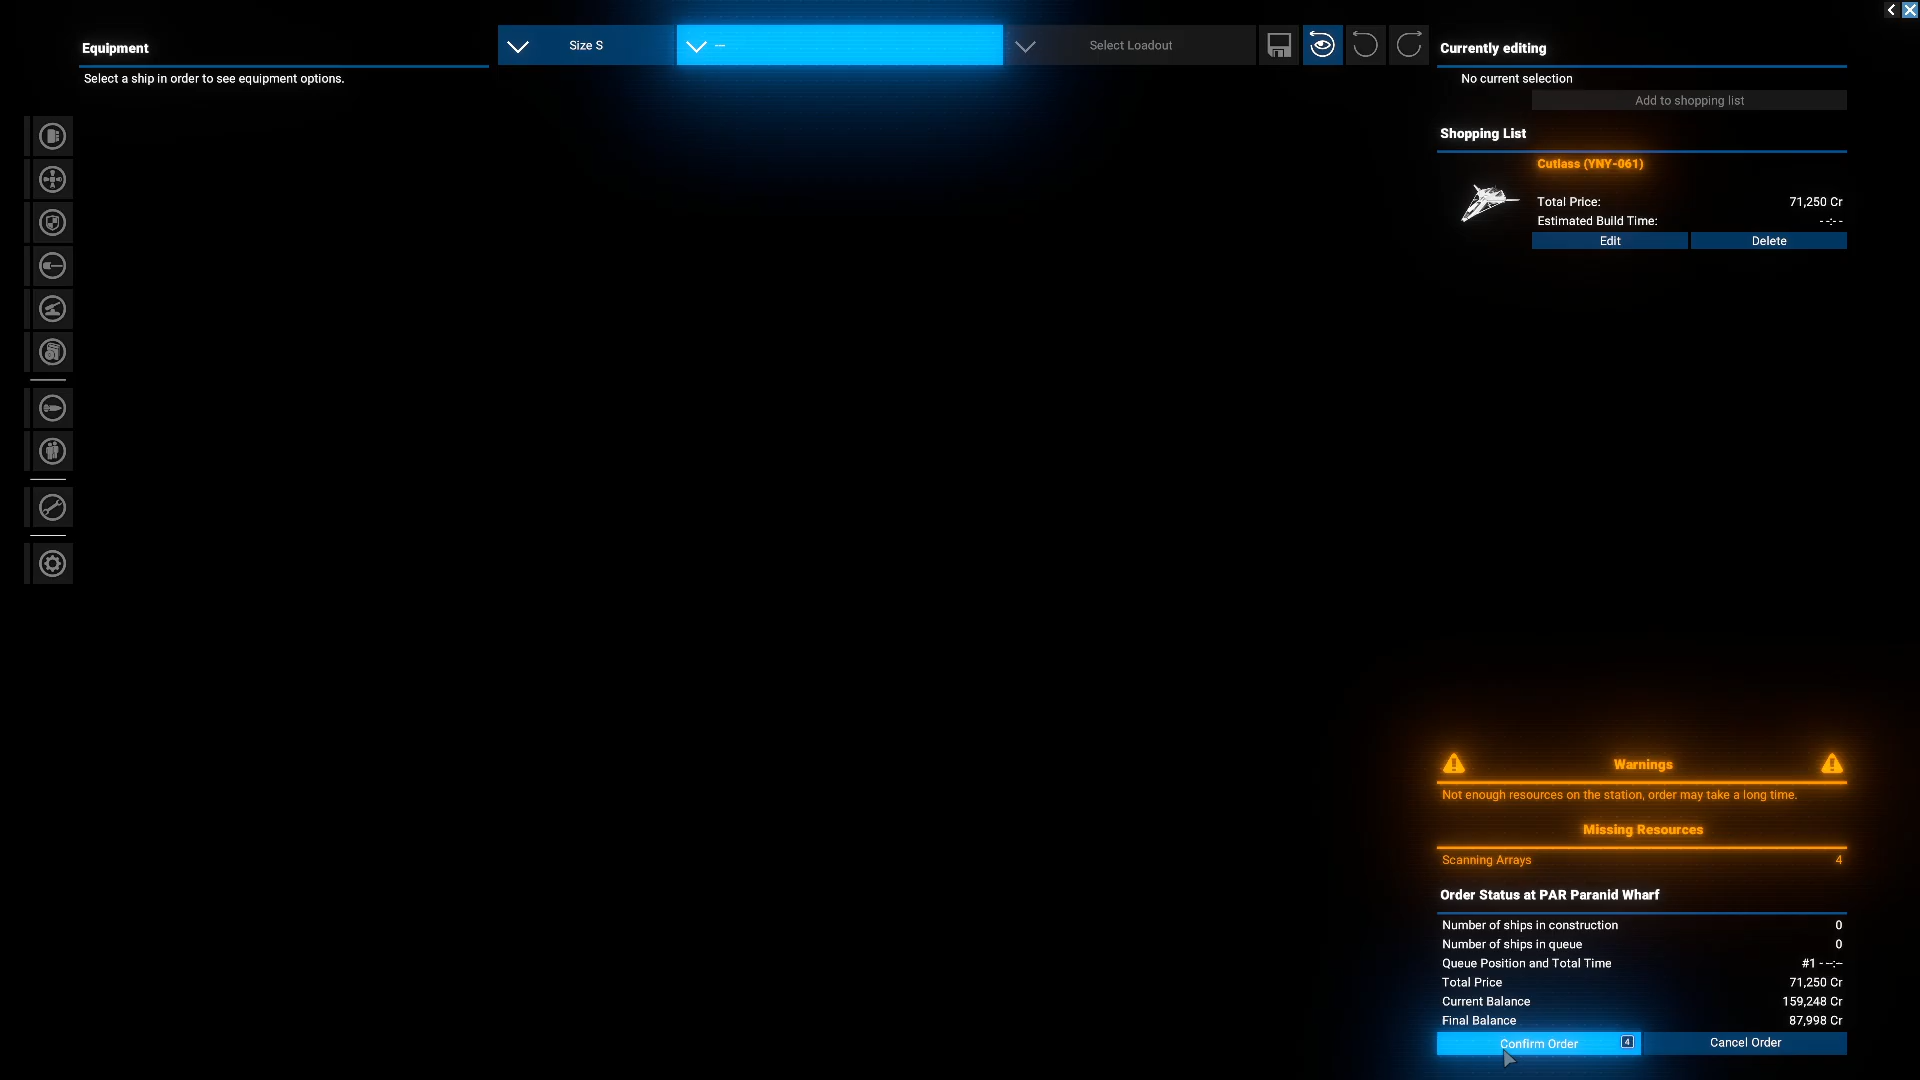 Equipment
Select a ship in order to see equipment options.
Size S
---
Select Loadout
Currently editing
No current selection
Add to shopping list
Shopping List
Cutlass (YNY-061)
Total Price: 71,250 Cr
Estimated Build Time: --:--
Edit Delete
Warnings
Not enough resources on the station, order may take a long time.
Missing Resources
Scanning Arrays 4
Order Status at PAR Paranid Wharf
Number of ships in construction 0
Number of ships in queue 0
Queue Position and Total Time #1 - --:--
Total Price 71,250 Cr
Current Balance 159,248 Cr
Final Balance 87,998 Cr
Confirm Order 4 Cancel Order